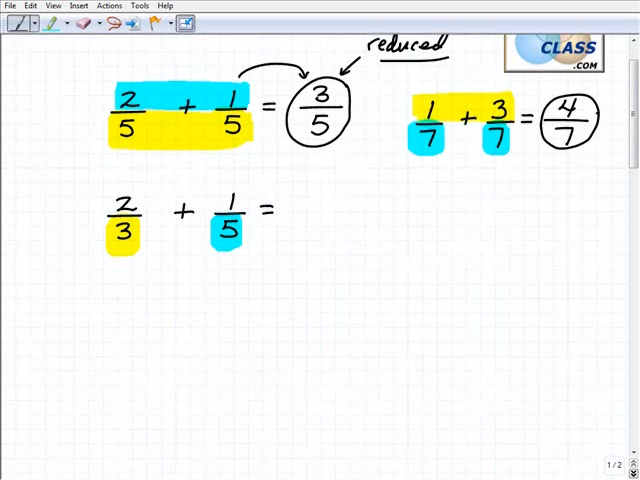 File Edit View Insert Actions Tools Help
reduced
CLASS
.COM
2/5 + 1/5 = 3/5
1/7 + 3/7 = 4/7
2/3 + 1/5 =
1/2